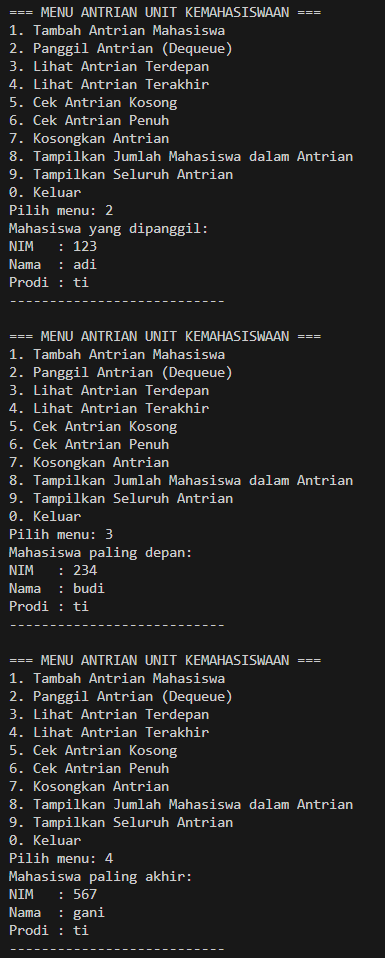 === MENU ANTRIAN UNIT KEMAHASISWAAN ===
1. Tambah Antrian Mahasiswa
2. Panggil Antrian (Dequeue)
3. Lihat Antrian Terdepan
4. Lihat Antrian Terakhir
5. Cek Antrian Kosong
6. Cek Antrian Penuh
7. Kosongkan Antrian
8. Tampilkan Jumlah Mahasiswa dalam Antrian
9. Tampilkan Seluruh Antrian
0. Keluar
Pilih menu: 2
Mahasiswa yang dipanggil:
NIM   : 123
Nama  : adi
Prodi : ti
---------------------------
=== MENU ANTRIAN UNIT KEMAHASISWAAN ===
1. Tambah Antrian Mahasiswa
2. Panggil Antrian (Dequeue)
3. Lihat Antrian Terdepan
4. Lihat Antrian Terakhir
5. Cek Antrian Kosong
6. Cek Antrian Penuh
7. Kosongkan Antrian
8. Tampilkan Jumlah Mahasiswa dalam Antrian
9. Tampilkan Seluruh Antrian
0. Keluar
Pilih menu: 3
Mahasiswa paling depan:
NIM   : 234
Nama  : budi
Prodi : ti
---------------------------
=== MENU ANTRIAN UNIT KEMAHASISWAAN ===
1. Tambah Antrian Mahasiswa
2. Panggil Antrian (Dequeue)
3. Lihat Antrian Terdepan
4. Lihat Antrian Terakhir
5. Cek Antrian Kosong
6. Cek Antrian Penuh
7. Kosongkan Antrian
8. Tampilkan Jumlah Mahasiswa dalam Antrian
9. Tampilkan Seluruh Antrian
0. Keluar
Pilih menu: 4
Mahasiswa paling akhir:
NIM   : 567
Nama  : gani
Prodi : ti
---------------------------